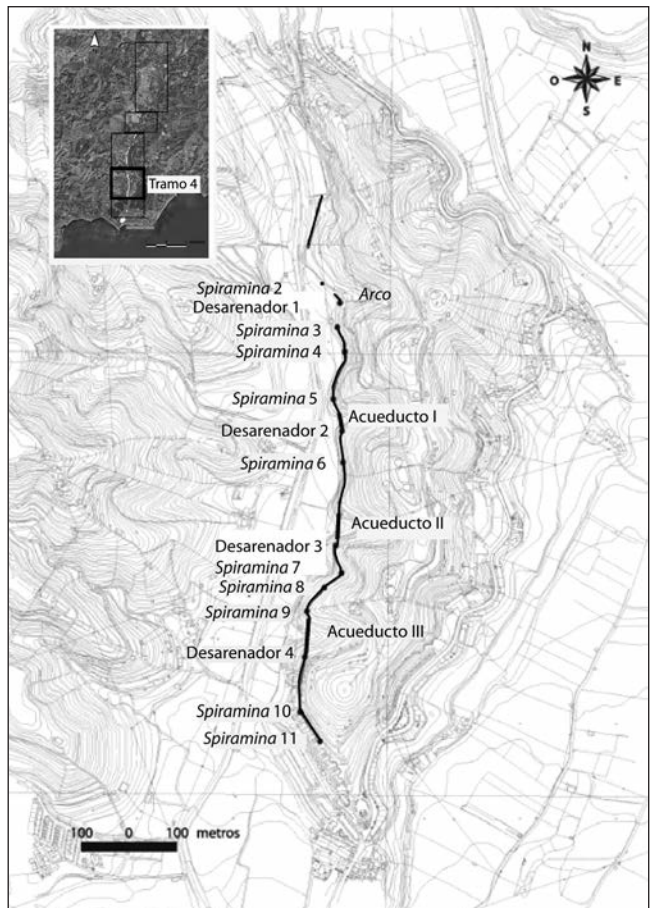 N
O E
S
Tramo 4
Spiramina 2
Arco
Desarenador 1
Spiramina 3
Spiramina 4
Spiramina 5
Acueducto I
Desarenador 2
Spiramina 6
Acueducto II
Desarenador 3
Spiramina 7
Spiramina 8
Spiramina 9
Acueducto III
Desarenador 4
Spiramina 10
Spiramina 11
100 0 100 metros